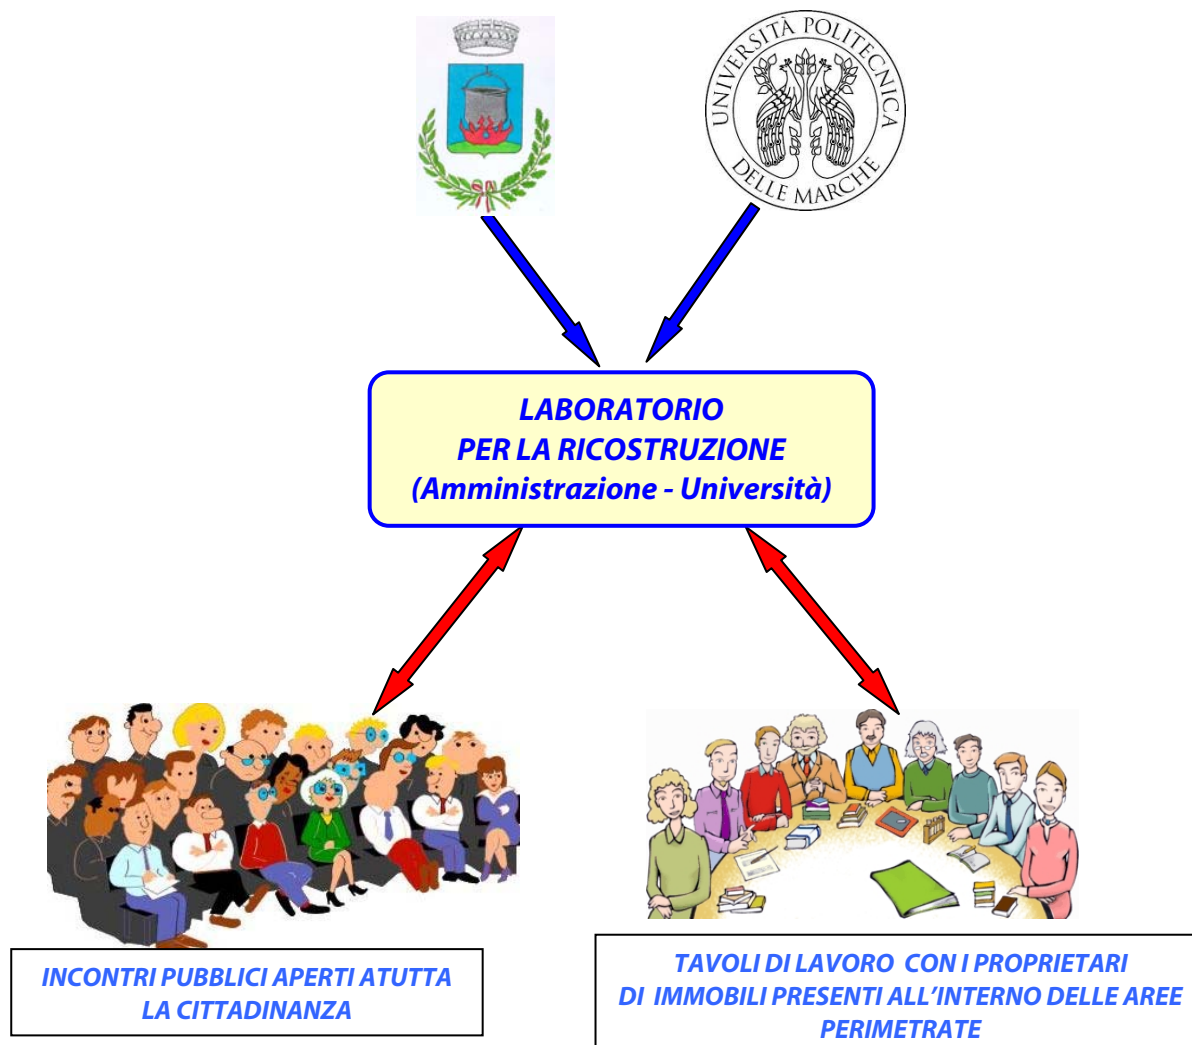 UNIVERSITÀ POLITECNICA
DELLE MARCHE
LABORATORIO
PER LA RICOSTRUZIONE
(Amministrazione - Università)
INCONTRI PUBBLICI APERTI ATUTTA
LA CITTADINANZA
TAVOLI DI LAVORO CON I PROPRIETARI
DI IMMOBILI PRESENTI ALL'INTERNO DELLE AREE
PERIMETRATE